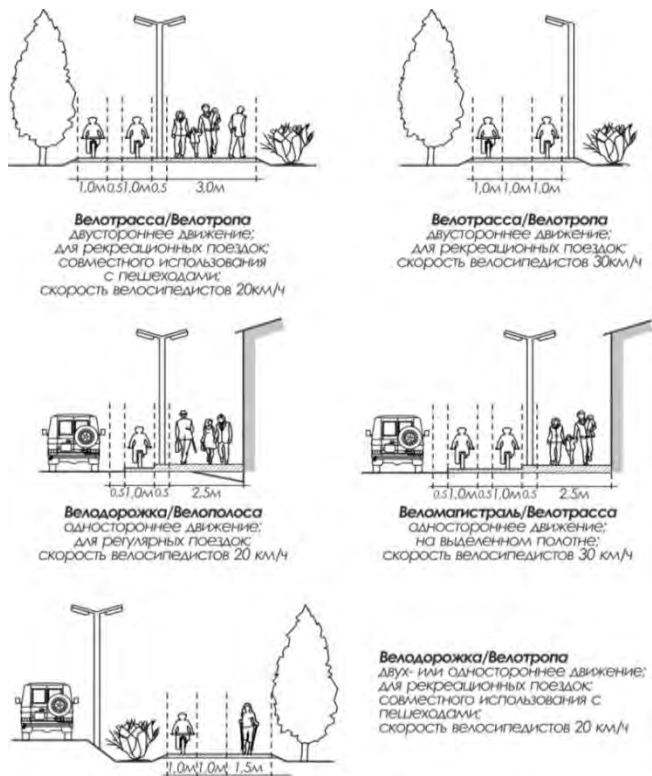 1.0м 0.5 1.0м 0.5 3.0м
Велотрасса/Велотропа
двустороннее движение;
для рекреационных поездок;
совместного использования
с пешеходами;
скорость велосипедистов 20км/ч
1.0м 1.0м 1.0м
Велотрасса/Велотропа
двустороннее движение;
для рекреационных поездок;
скорость велосипедистов 30км/ч
0.5 1.0м 0.5 2.5м
Велодорожка/Велополоса
одностороннее движение;
для регулярных поездок;
скорость велосипедистов 20 км/ч
0.5 1.0м 0.5 1.0м 0.5 2.5м
Веломагистраль/Велотрасса
одностороннее движение;
на выделенном полотне;
скорость велосипедистов 30 км/ч
1.0м 1.0м 1.5м
Велодорожка/Велотропа
двух- или одностороннее движение;
для рекреационных поездок;
совместного использования с
пешеходами;
скорость велосипедистов 20 км/ч